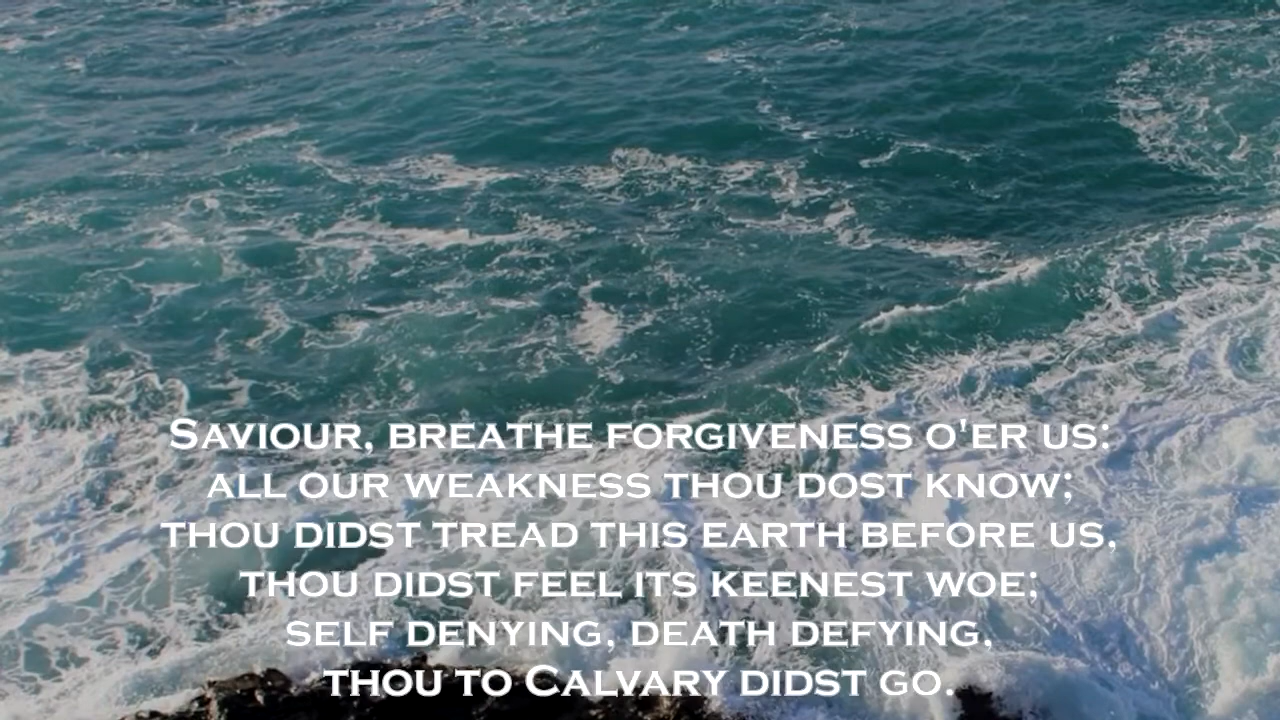 Saviour, breathe forgiveness o'er us:
all our weakness thou dost know;
thou didst tread this earth before us,
thou didst feel its keenest woe;
self denying, death defying,
thou to Calvary didst go.